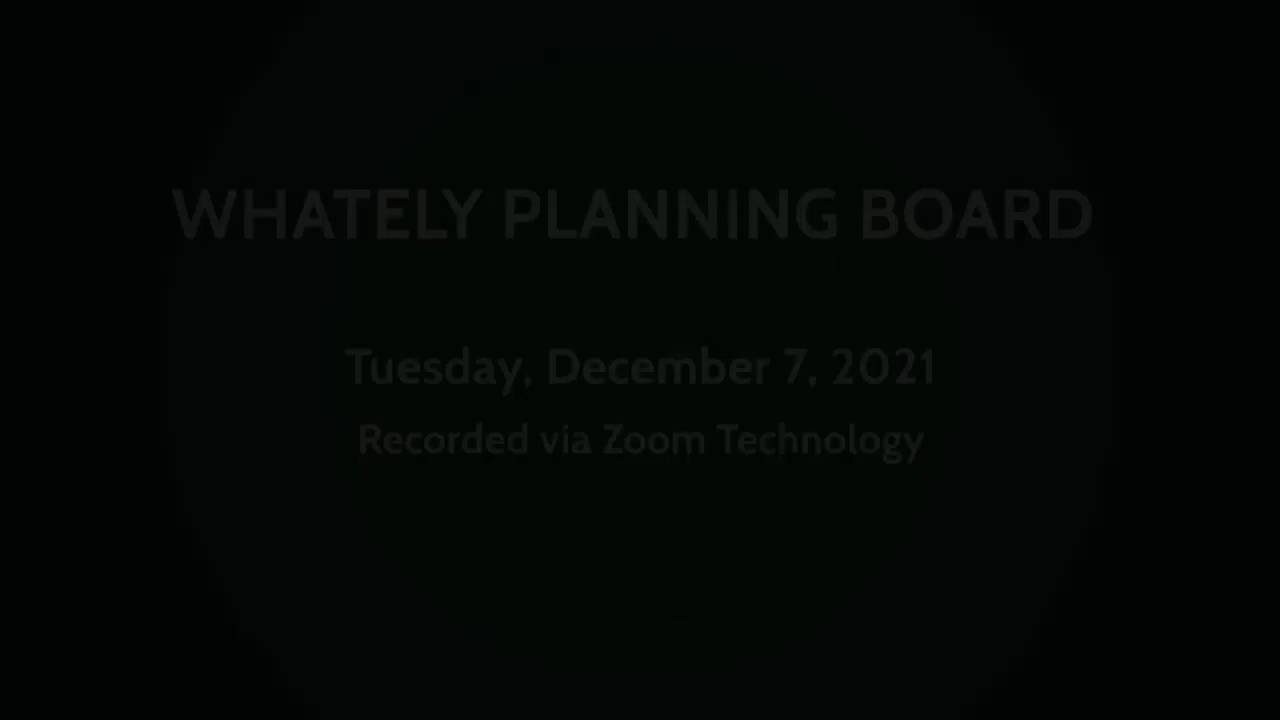 WHATELY PLANNING BOARD
Tuesday, December 7, 2021
Recorded via Zoom Technology